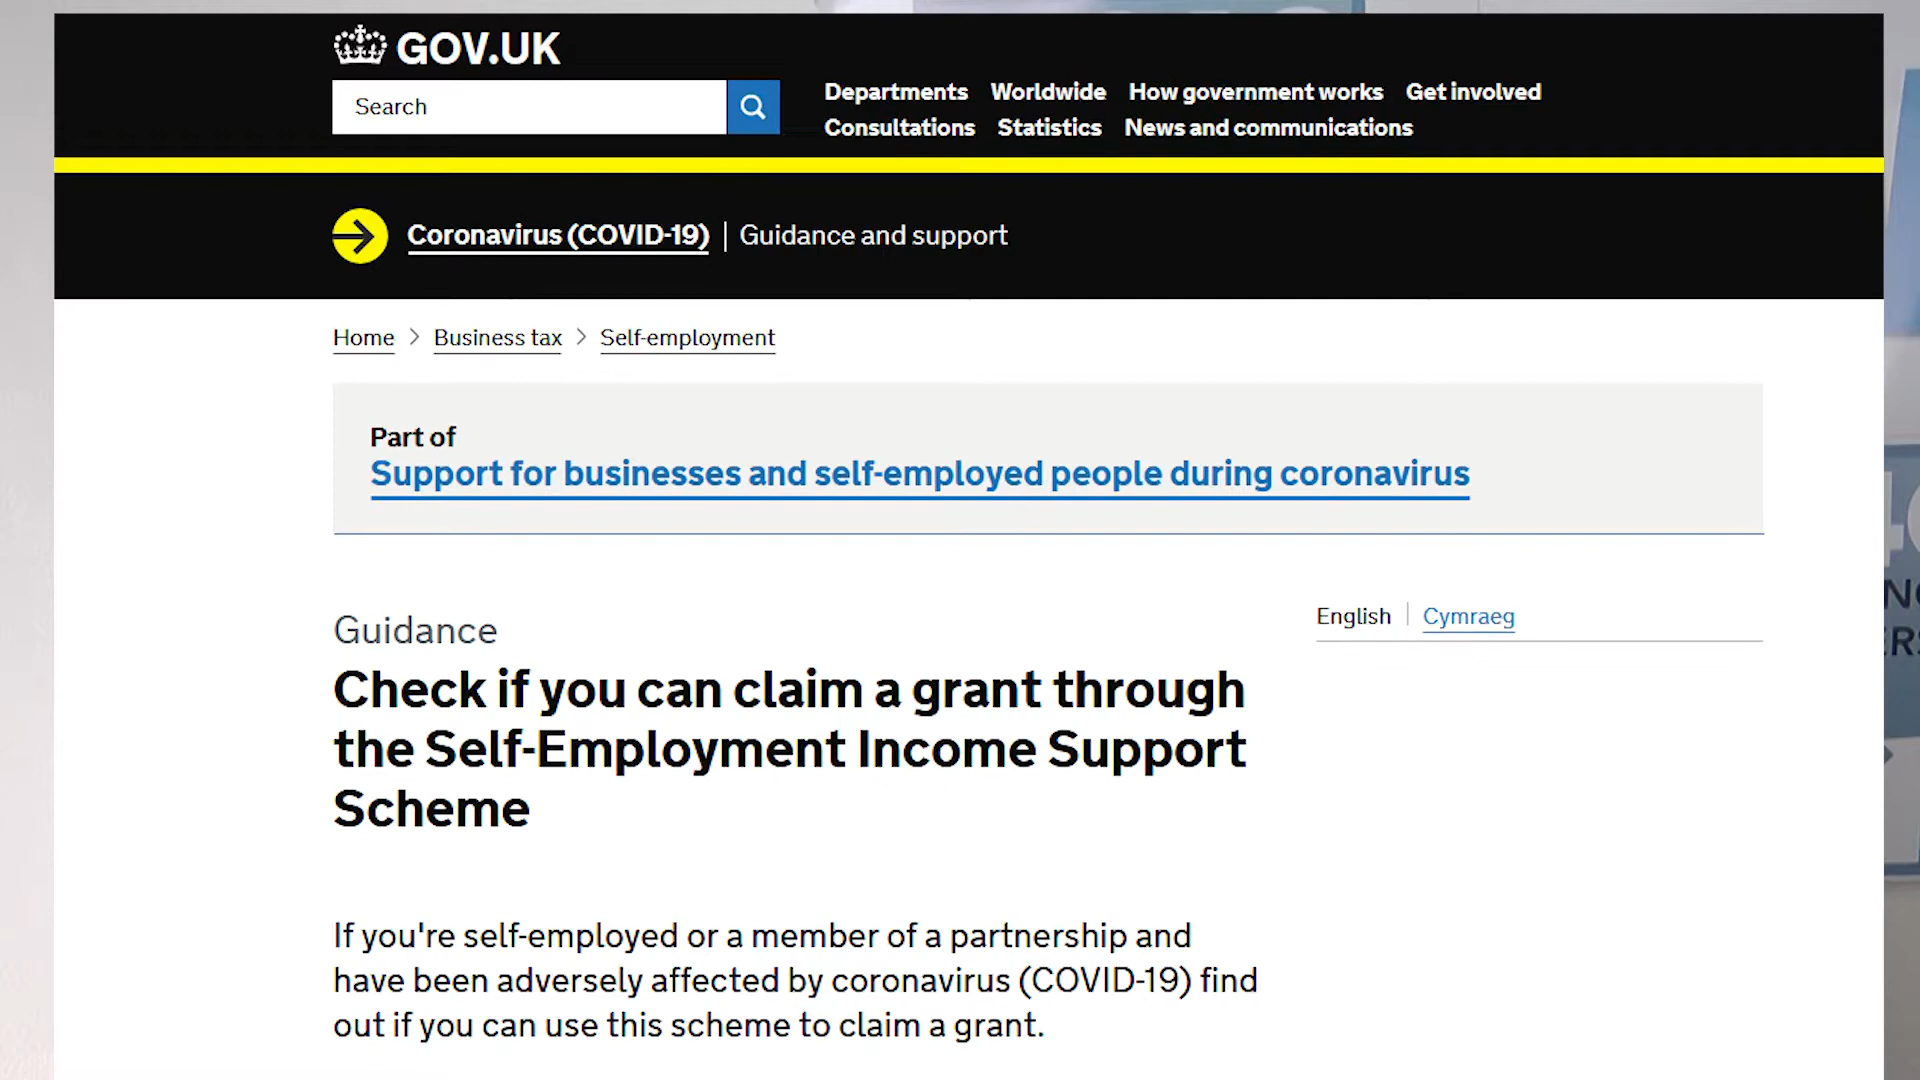 GOV.UK
Search
Departments Worldwide How government works Get involved
Consultations Statistics News and communications
Coronavirus (COVID-19) | Guidance and support
Home > Business tax > Self-employment
Part of
Support for businesses and self-employed people during coronavirus
English | Cymraeg
Guidance
Check if you can claim a grant through
the Self-Employment Income Support
Scheme
If you're self-employed or a member of a partnership and
have been adversely affected by coronavirus (COVID-19) find
out if you can use this scheme to claim a grant.